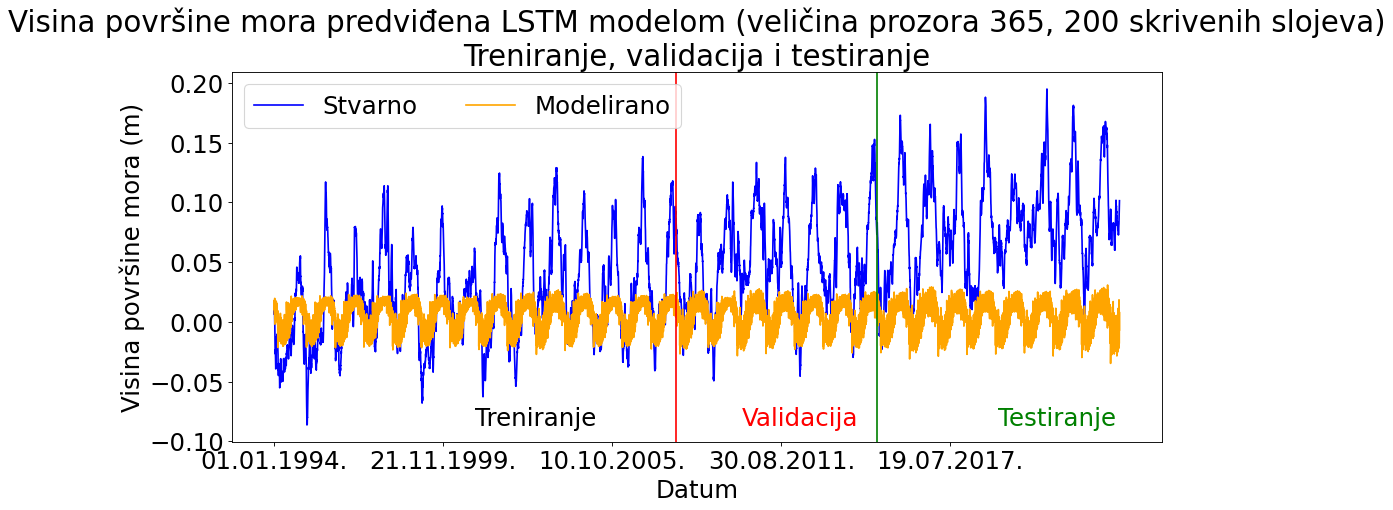 Visina površine mora predviđena LSTM modelom (veličina prozora 365, 200 skrivenih slojeva)
Treniranje, validacija i testiranje
Stvarno
Modelirano
Visina površine mora (m)
0.20
0.15
0.10
0.05
0.00
−0.05
−0.10
Treniranje
Validacija
Testiranje
01.01.1994.
21.11.1999.
10.10.2005.
30.08.2011.
19.07.2017.
Datum